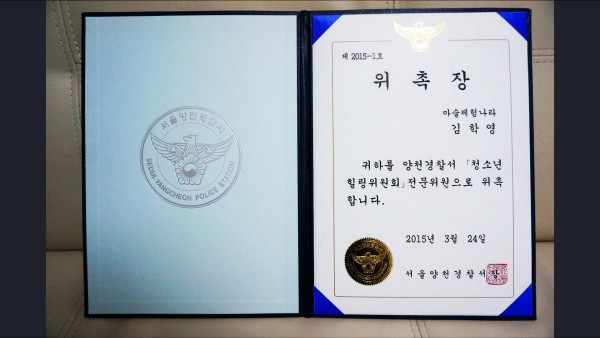 서울양천경찰서
SEOUL YANGCHEON POLICE STATION
제 2015-1호
위 촉 장
마술체험나라
김 학 영
귀하를 양천경찰서 「청소년
힐링위원회」전문위원으로 위촉
합니다.
2015년 3월 24일
서울양천경찰서장